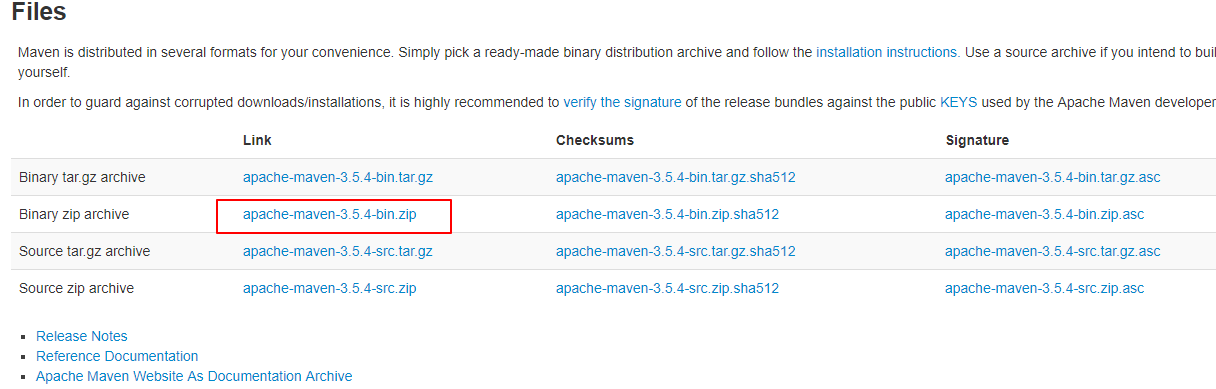 Files
Maven is distributed in several formats for your convenience. Simply pick a ready-made binary distribution archive and follow the installation instructions. Use a source archive if you intend to buil
yourself.
In order to guard against corrupted downloads/installations, it is highly recommended to verify the signature of the release bundles against the public KEYS used by the Apache Maven developer
Link Checksums Signature
Binary tar.gz archive apache-maven-3.5.4-bin.tar.gz apache-maven-3.5.4-bin.tar.gz.sha512 apache-maven-3.5.4-bin.tar.gz.asc
Binary zip archive apache-maven-3.5.4-bin.zip apache-maven-3.5.4-bin.zip.sha512 apache-maven-3.5.4-bin.zip.asc
Source tar.gz archive apache-maven-3.5.4-src.tar.gz apache-maven-3.5.4-src.tar.gz.sha512 apache-maven-3.5.4-src.tar.gz.asc
Source zip archive apache-maven-3.5.4-src.zip apache-maven-3.5.4-src.zip.sha512 apache-maven-3.5.4-src.zip.asc
Release Notes
Reference Documentation
Apache Maven Website As Documentation Archive